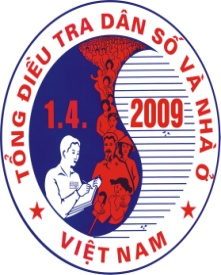 TỔNG ĐIỀU TRA DÂN SỐ VÀ NHÀ Ở
1.4. 2009
VIỆT NAM